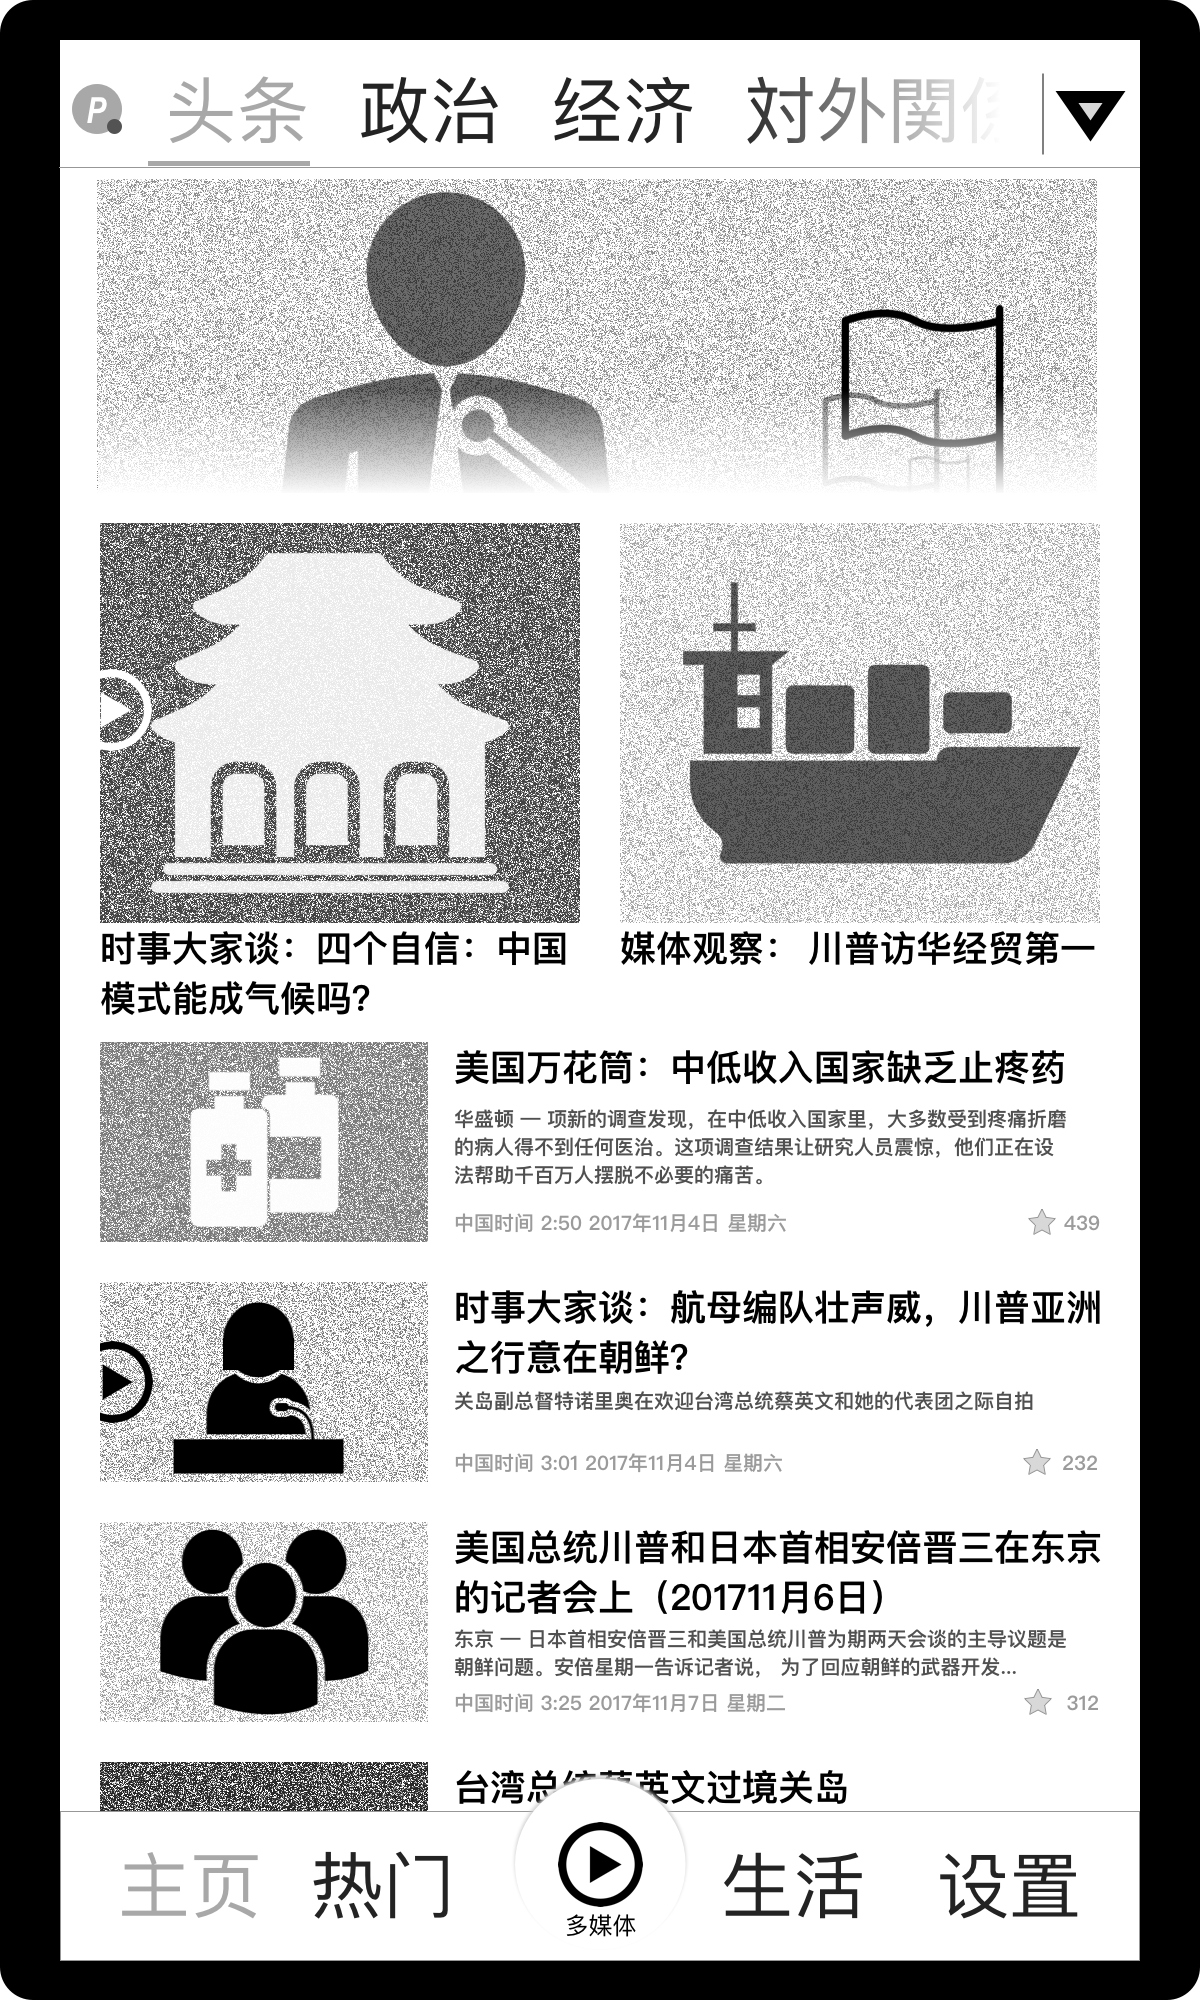 P
头条 政治 经济 対外関係
时事大家谈：四个自信：中国
模式能成气候吗？
媒体观察： 川普访华经贸第一
美国万花筒：中低收入国家缺乏止疼药
华盛顿 — 项新的调查发现，在中低收入国家里，大多数受到疼痛折磨
的病人得不到任何医治。这项调查结果让研究人员震惊，他们正在设
法帮助千百万人摆脱不必要的痛苦。
中国时间 2:50 2017年11月4日 星期六 439
时事大家谈：航母编队壮声威，川普亚洲
之行意在朝鲜？
关岛副总督特诺里奥在欢迎台湾总统蔡英文和她的代表团之际自拍
中国时间 3:01 2017年11月4日 星期六 232
美国总统川普和日本首相安倍晋三在东京
的记者会上（201711月6日）
东京 — 日本首相安倍晋三和美国总统川普为期两天会谈的主导议题是
朝鲜问题。安倍星期一告诉记者说， 为了回应朝鲜的武器开发...
中国时间 3:25 2017年11月7日 星期二 312
台湾总统蔡英文过境关岛
主页 热门 多媒体 生活 设置